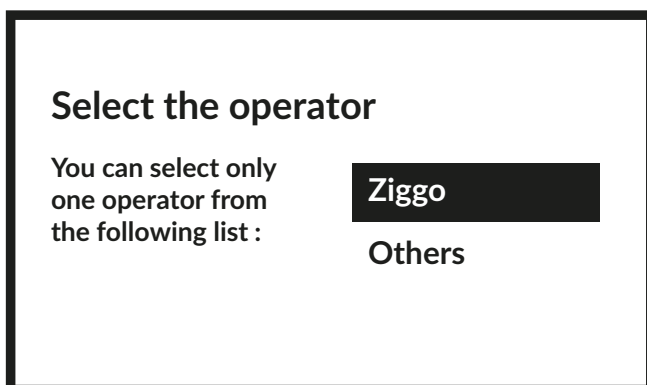 Select the operator
You can select only
one operator from
the following list :
Ziggo
Others